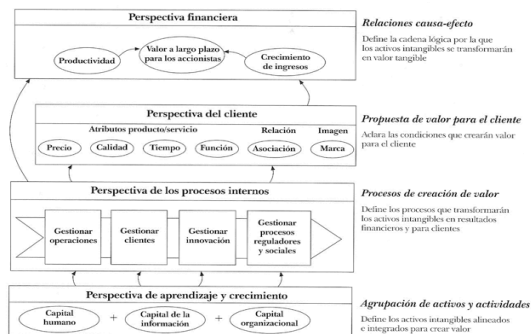 Perspectiva financiera
Productividad
Valor a largo plazo
para los accionistas
Crecimiento
de ingresos
Relaciones causa-efecto
Define la cadena lógica por la que
los activos intangibles se transformarán
en valor tangible
Perspectiva del cliente
Atributos producto/servicio
Relación
Imagen
Precio
Calidad
Tiempo
Función
Asociación
Marca
Propuesta de valor para el cliente
Aclara las condiciones que crearán valor
para el cliente
Perspectiva de los procesos internos
Gestionar
operaciones
Gestionar
clientes
Gestionar
innovación
Gestionar
procesos
reguladores
y sociales
Procesos de creación de valor
Define los procesos que transformarán
los activos intangibles en resultados
financieros y para clientes
Perspectiva de aprendizaje y crecimiento
Capital
humano
+
Capital de la
información
+
Capital
organizacional
Agrupación de activos y actividades
Define los activos intangibles alineados
e integrados para crear valor